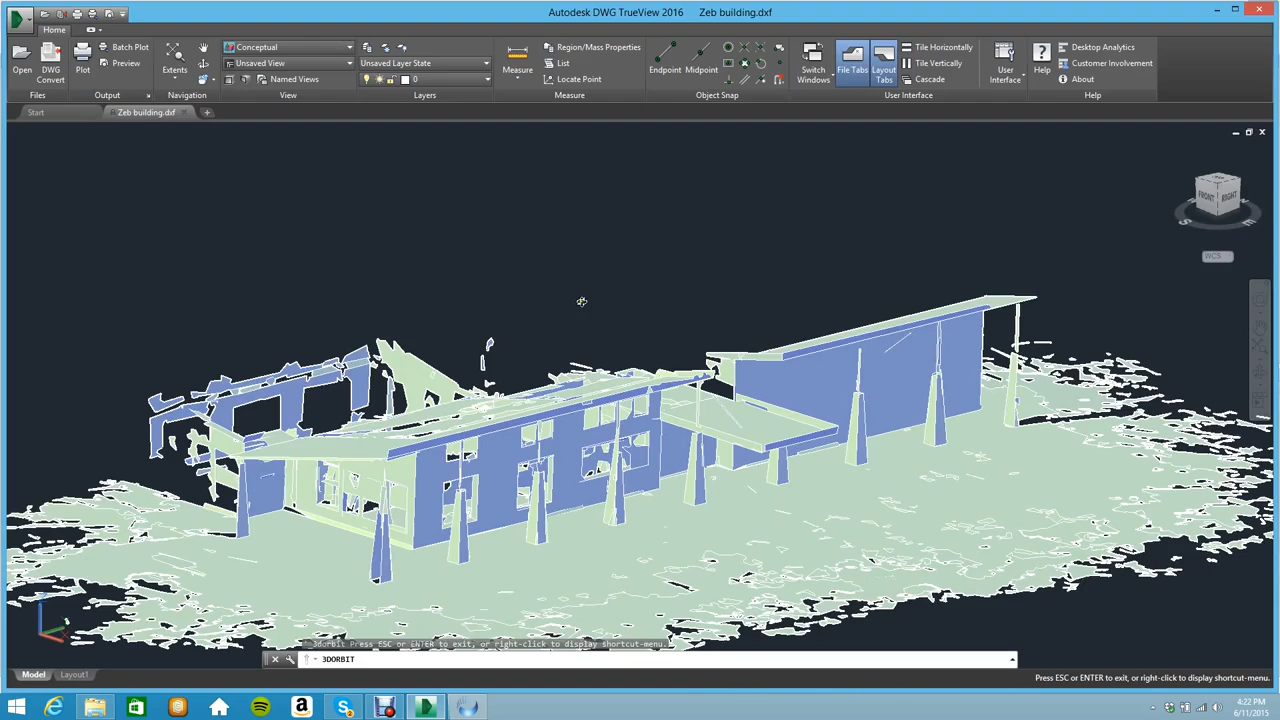 Autodesk DWG TrueView 2016 Zeb building.dxf
Home
Open
DWG Convert
Files
Plot
Batch Plot
Preview
Output
Extents
Navigation
Conceptual
Unsaved View
Named Views
View
Unsaved Layer State
0
Layers
Measure
Region/Mass Properties
List
Locate Point
Measure
Endpoint
Midpoint
Object Snap
Switch Windows
File Tabs
Layout Tabs
Tile Horizontally
Tile Vertically
Cascade
User Interface
User Interface
Help
Desktop Analytics
Customer Involvement
About
Help
Start
Zeb building.dxf
FRONT
RIGHT
S
E
WCS
3dorbit Press ESC or ENTER to exit, or right-click to display shortcut-menu.
3DORBIT
Model
Layout1
Press ESC or ENTER to exit, or right-click to display shortcut-menu.
4:22 PM
6/11/2015